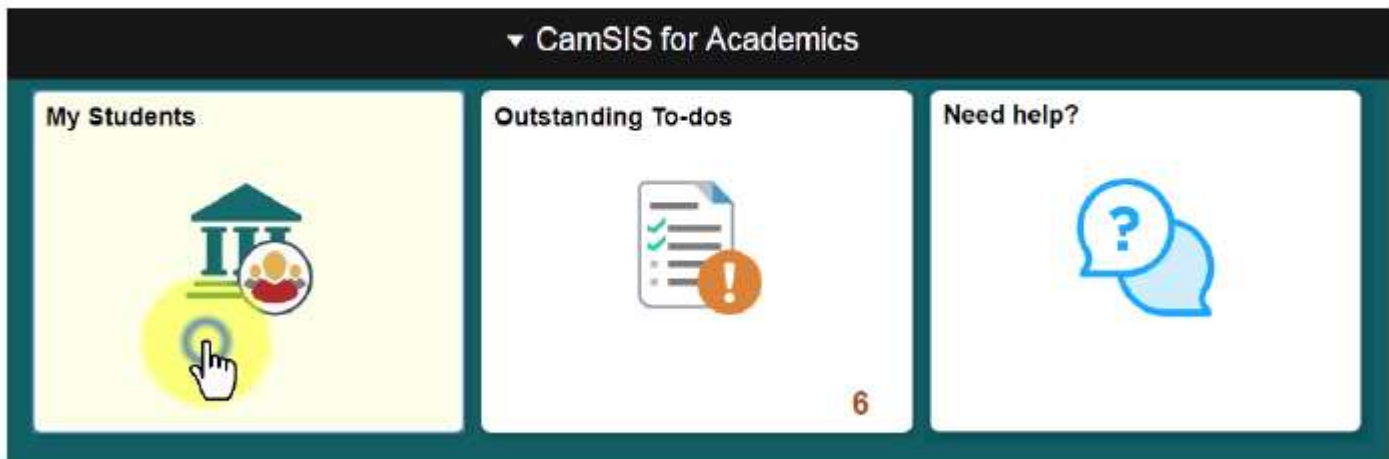 CamSIS for Academics
My Students
Outstanding To-dos
Need help?
?
!
6